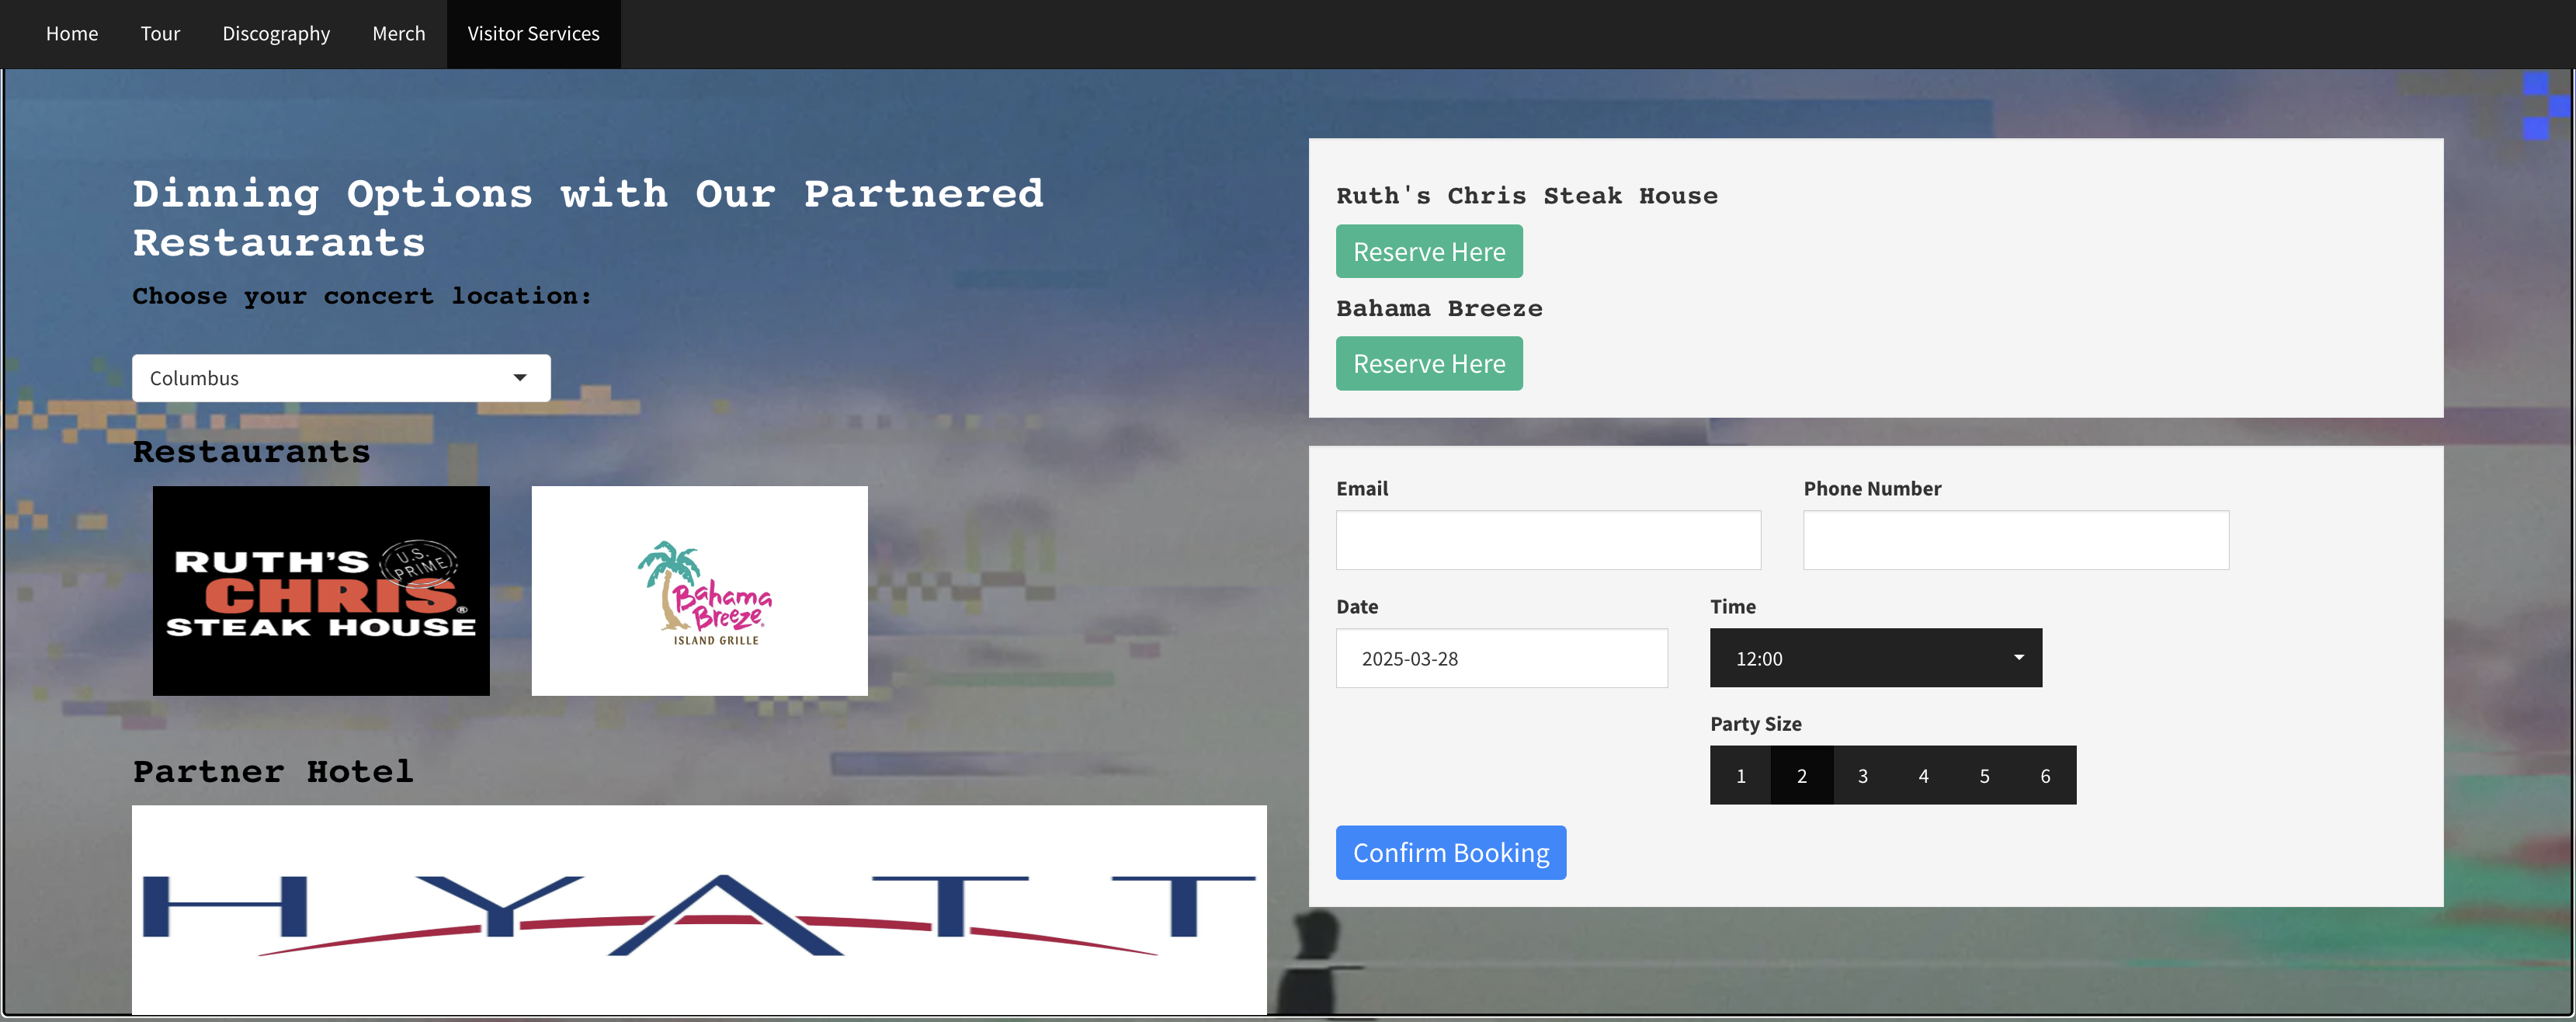 Home Tour Discography Merch Visitor Services
Dinning Options with Our Partnered
Restaurants
Choose your concert location:
Columbus
Restaurants
RUTH'S U.S. PRIME
CHRIS
STEAK HOUSE®
Bahama
Breeze®
ISLAND GRILLE
Partner Hotel
HYATT
Ruth's Chris Steak House
Reserve Here
Bahama Breeze
Reserve Here
Email Phone Number
Date Time
2025-03-28 12:00
Party Size
1 2 3 4 5 6
Confirm Booking